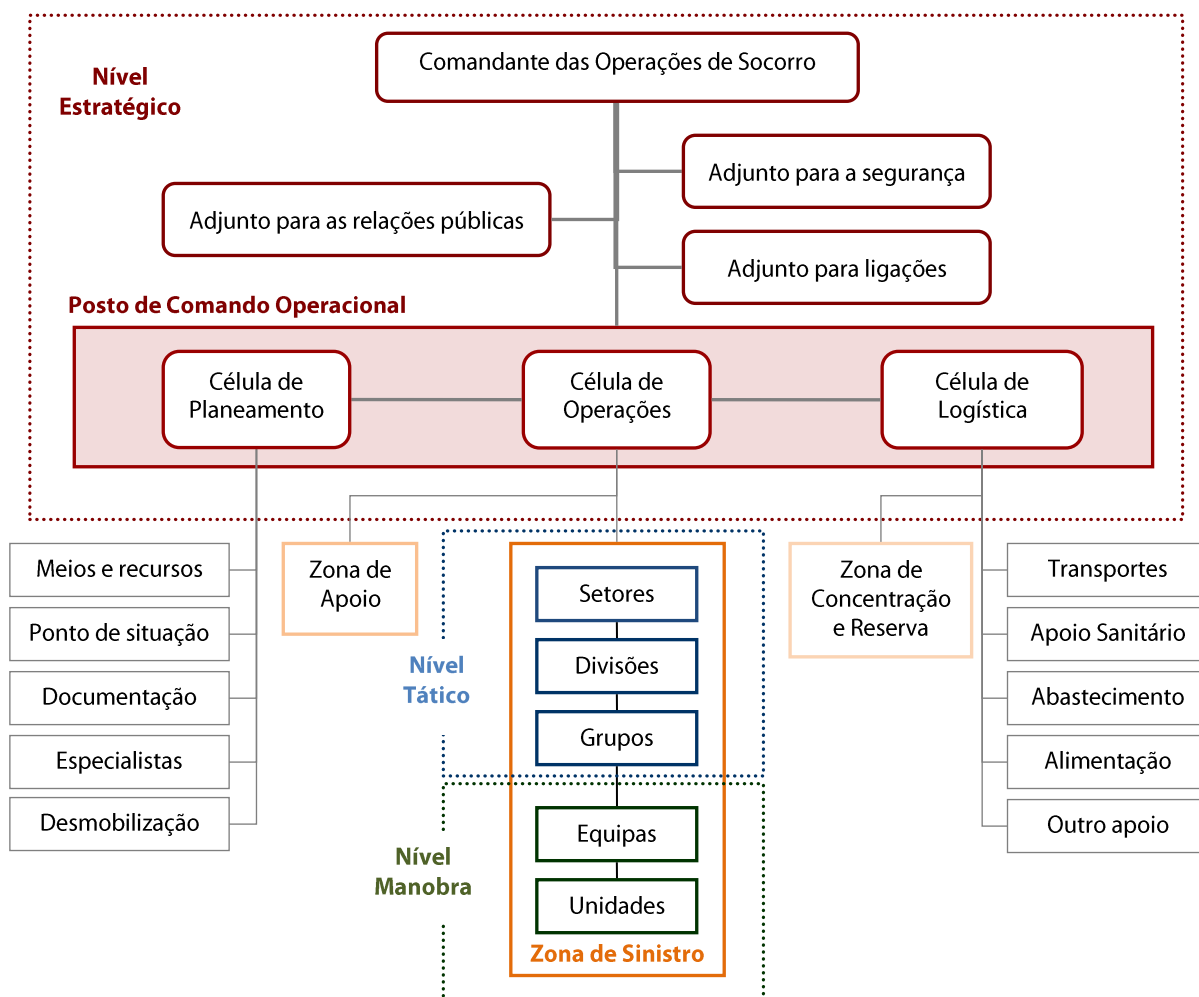 Comandante das Operações de Socorro
Nível
Estratégico
Adjunto para a segurança
Adjunto para as relações públicas
Adjunto para ligações
Posto de Comando Operacional
Célula de
Planeamento
Célula de
Operações
Célula de
Logística
Meios e recursos
Ponto de situação
Documentação
Especialistas
Desmobilização
Zona de
Apoio
Nível
Tático
Setores
Divisões
Grupos
Nível
Manobra
Equipas
Unidades
Zona de Sinistro
Zona de
Concentração
e Reserva
Transportes
Apoio Sanitário
Abastecimento
Alimentação
Outro apoio